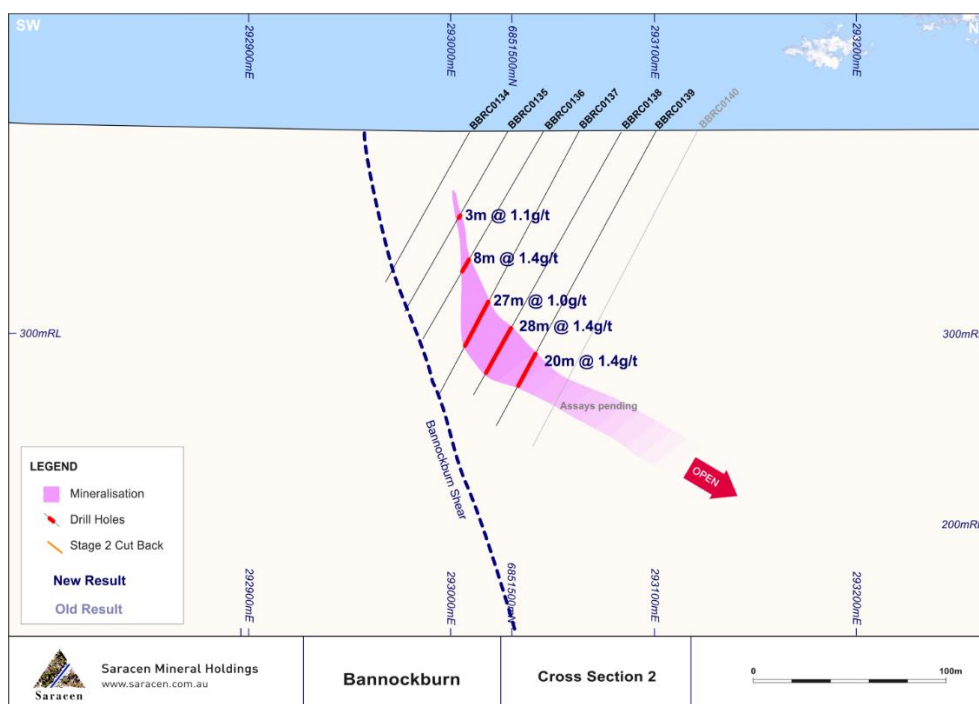 SW
N
292900mE
293000mE
6851500mN
293100mE
293200mE
BBRC0134
BBRC0135
BBRC0136
BBRC0137
BBRC0138
BBRC0139
BBRC0140
3m @ 1.1g/t
8m @ 1.4g/t
27m @ 1.0g/t
28m @ 1.4g/t
20m @ 1.4g/t
300mRL
300mRL
Assays pending
Bannockburn Shear
OPEN
200mRL
LEGEND
Mineralisation
Drill Holes
Stage 2 Cut Back
New Result
Old Result
292900mE
293000mE
6851500mN
293100mE
293200mE
Saracen
Saracen Mineral Holdings
www.saracen.com.au
Bannockburn
Cross Section 2
0
100m